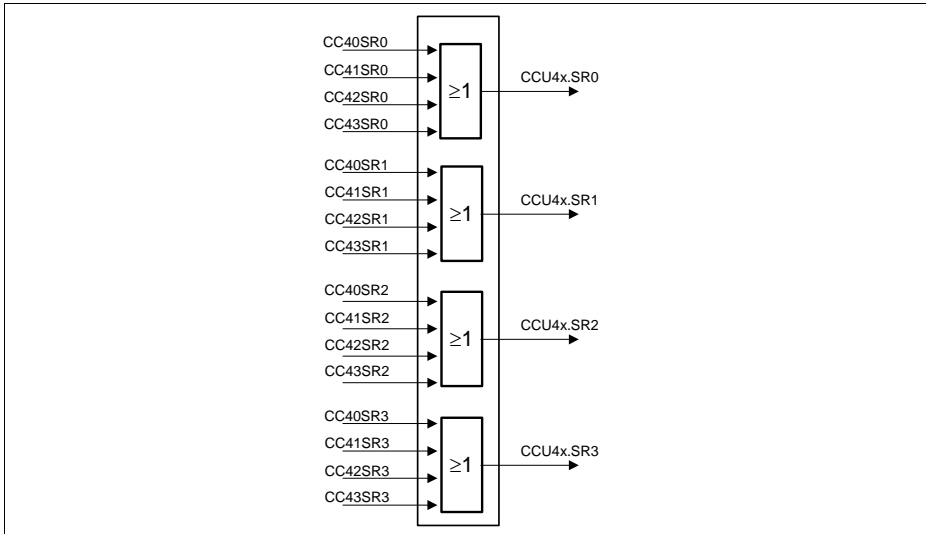 CC40SR0
CC41SR0
CC42SR0
CC43SR0
≥1
CCU4x.SR0
CC40SR1
CC41SR1
CC42SR1
CC43SR1
≥1
CCU4x.SR1
CC40SR2
CC41SR2
CC42SR2
CC43SR2
≥1
CCU4x.SR2
CC40SR3
CC41SR3
CC42SR3
CC43SR3
≥1
CCU4x.SR3